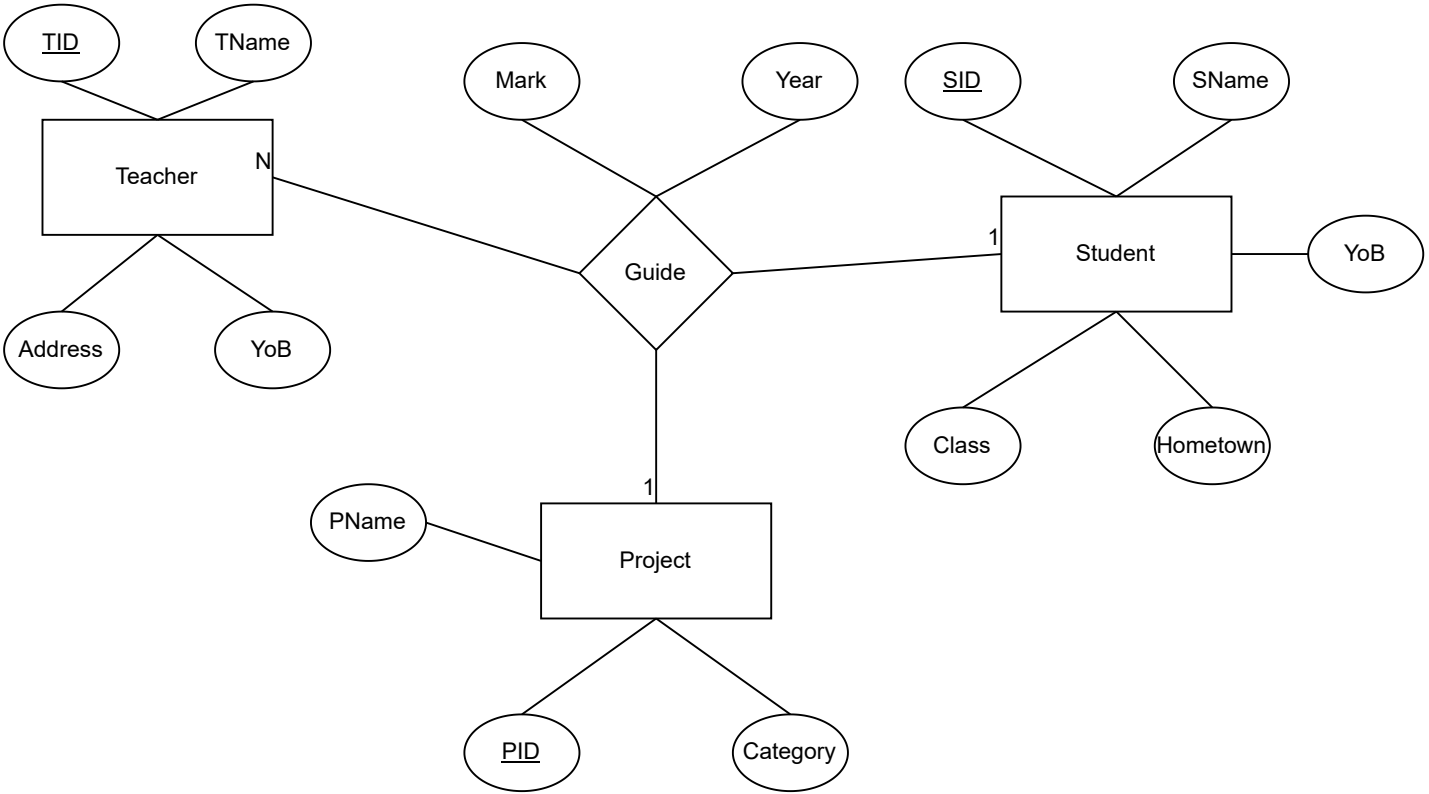 TID
TName
Mark
Year
SID
SName
N
Teacher
1
Student
YoB
Guide
Address
YoB
Class
Hometown
1
PName
Project
PID
Category